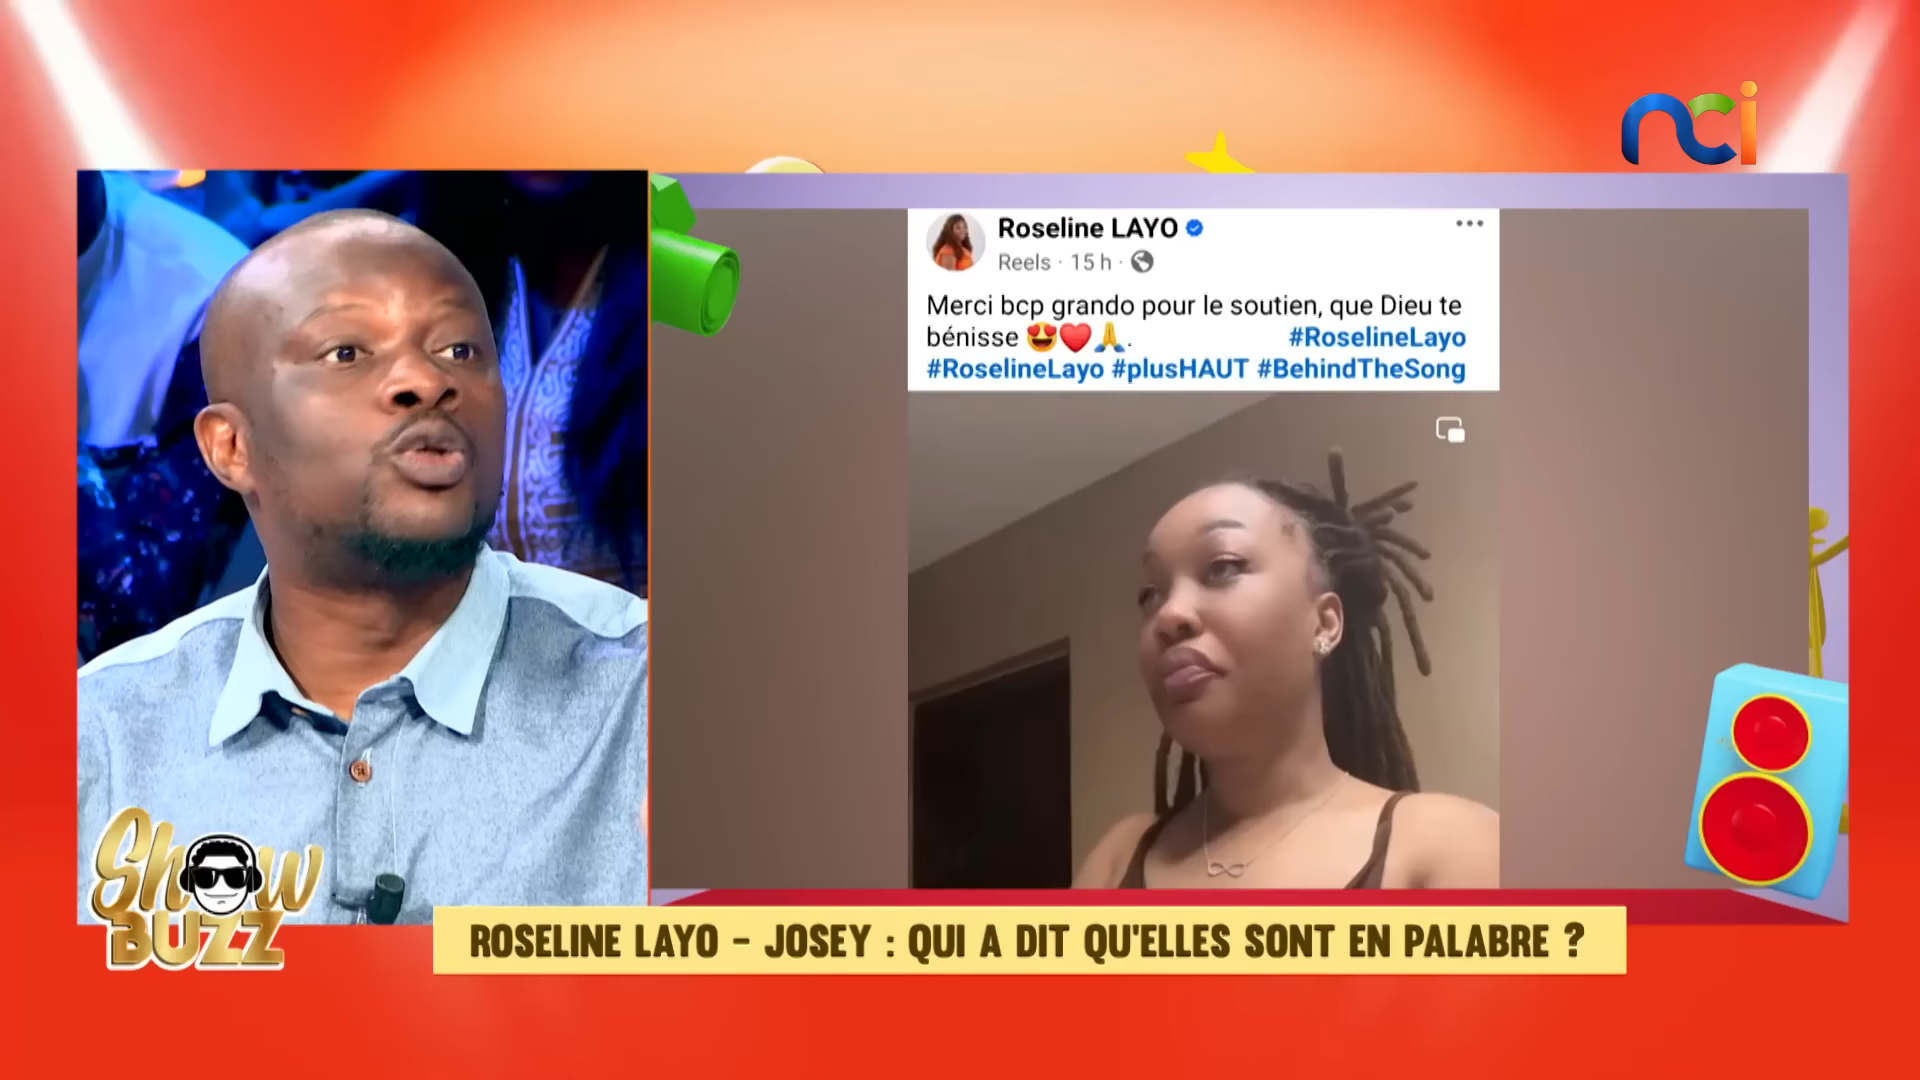 nci
Roseline LAYO
Reels · 15 h ·
Merci bcp grando pour le soutien, que Dieu te
bénisse 😍❤️🙏. #RoselineLayo
#RoselineLayo #plusHAUT #BehindTheSong
Show
BUZZ
ROSELINE LAYO - JOSEY : QUI A DIT QU'ELLES SONT EN PALABRE ?